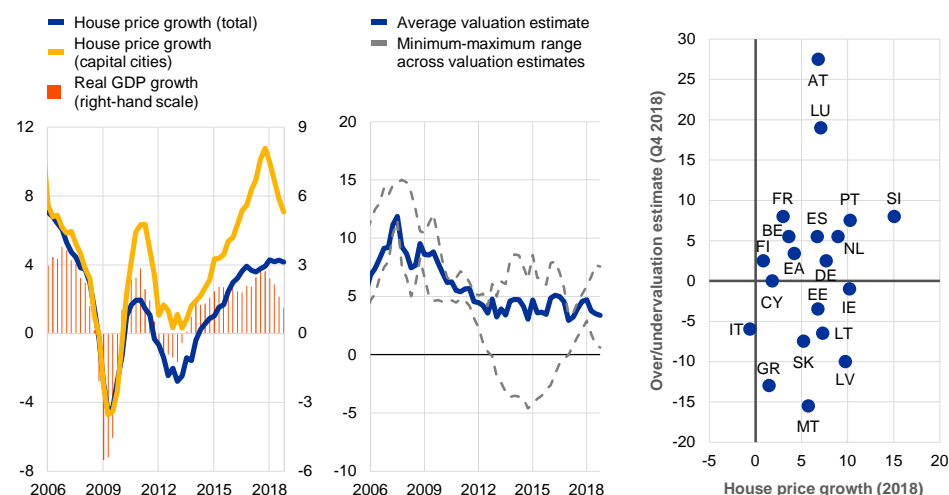 House price growth (total)
House price growth
(capital cities)
Real GDP growth
(right-hand scale)
12
8
4
0
-4
-8
9
6
3
0
-3
-6
2006
2009
2012
2015
2018
Average valuation estimate
Minimum-maximum range
across valuation estimates
20
15
10
5
0
-5
-10
2006
2009
2012
2015
2018
Over/undervaluation estimate (Q4 2018)
30
25
20
15
10
5
0
-5
-10
-15
-20
AT
LU
FR
PT
SI
BE
ES
FI
NL
EA
DE
CY
EE
IE
IT
LT
SK
GR
LV
MT
-5
0
5
10
15
20
House price growth (2018)